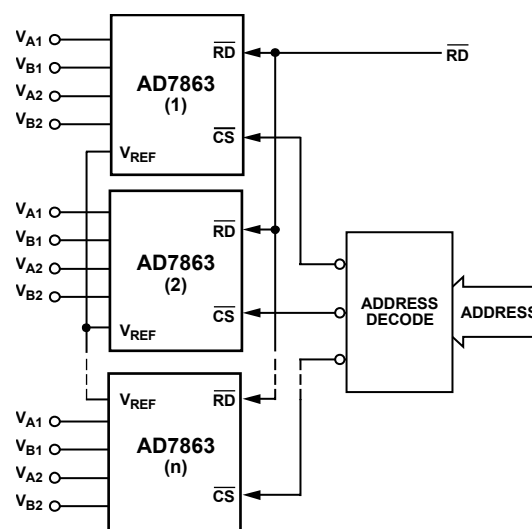 VA1
VB1
VA2
VB2
VREF
AD7863
(1)
RD
CS
RD
VA1
VB1
VA2
VB2
VREF
AD7863
(2)
RD
CS
ADDRESS
DECODE
ADDRESS
VREF
VA1
VB1
VA2
VB2
AD7863
(n)
RD
CS